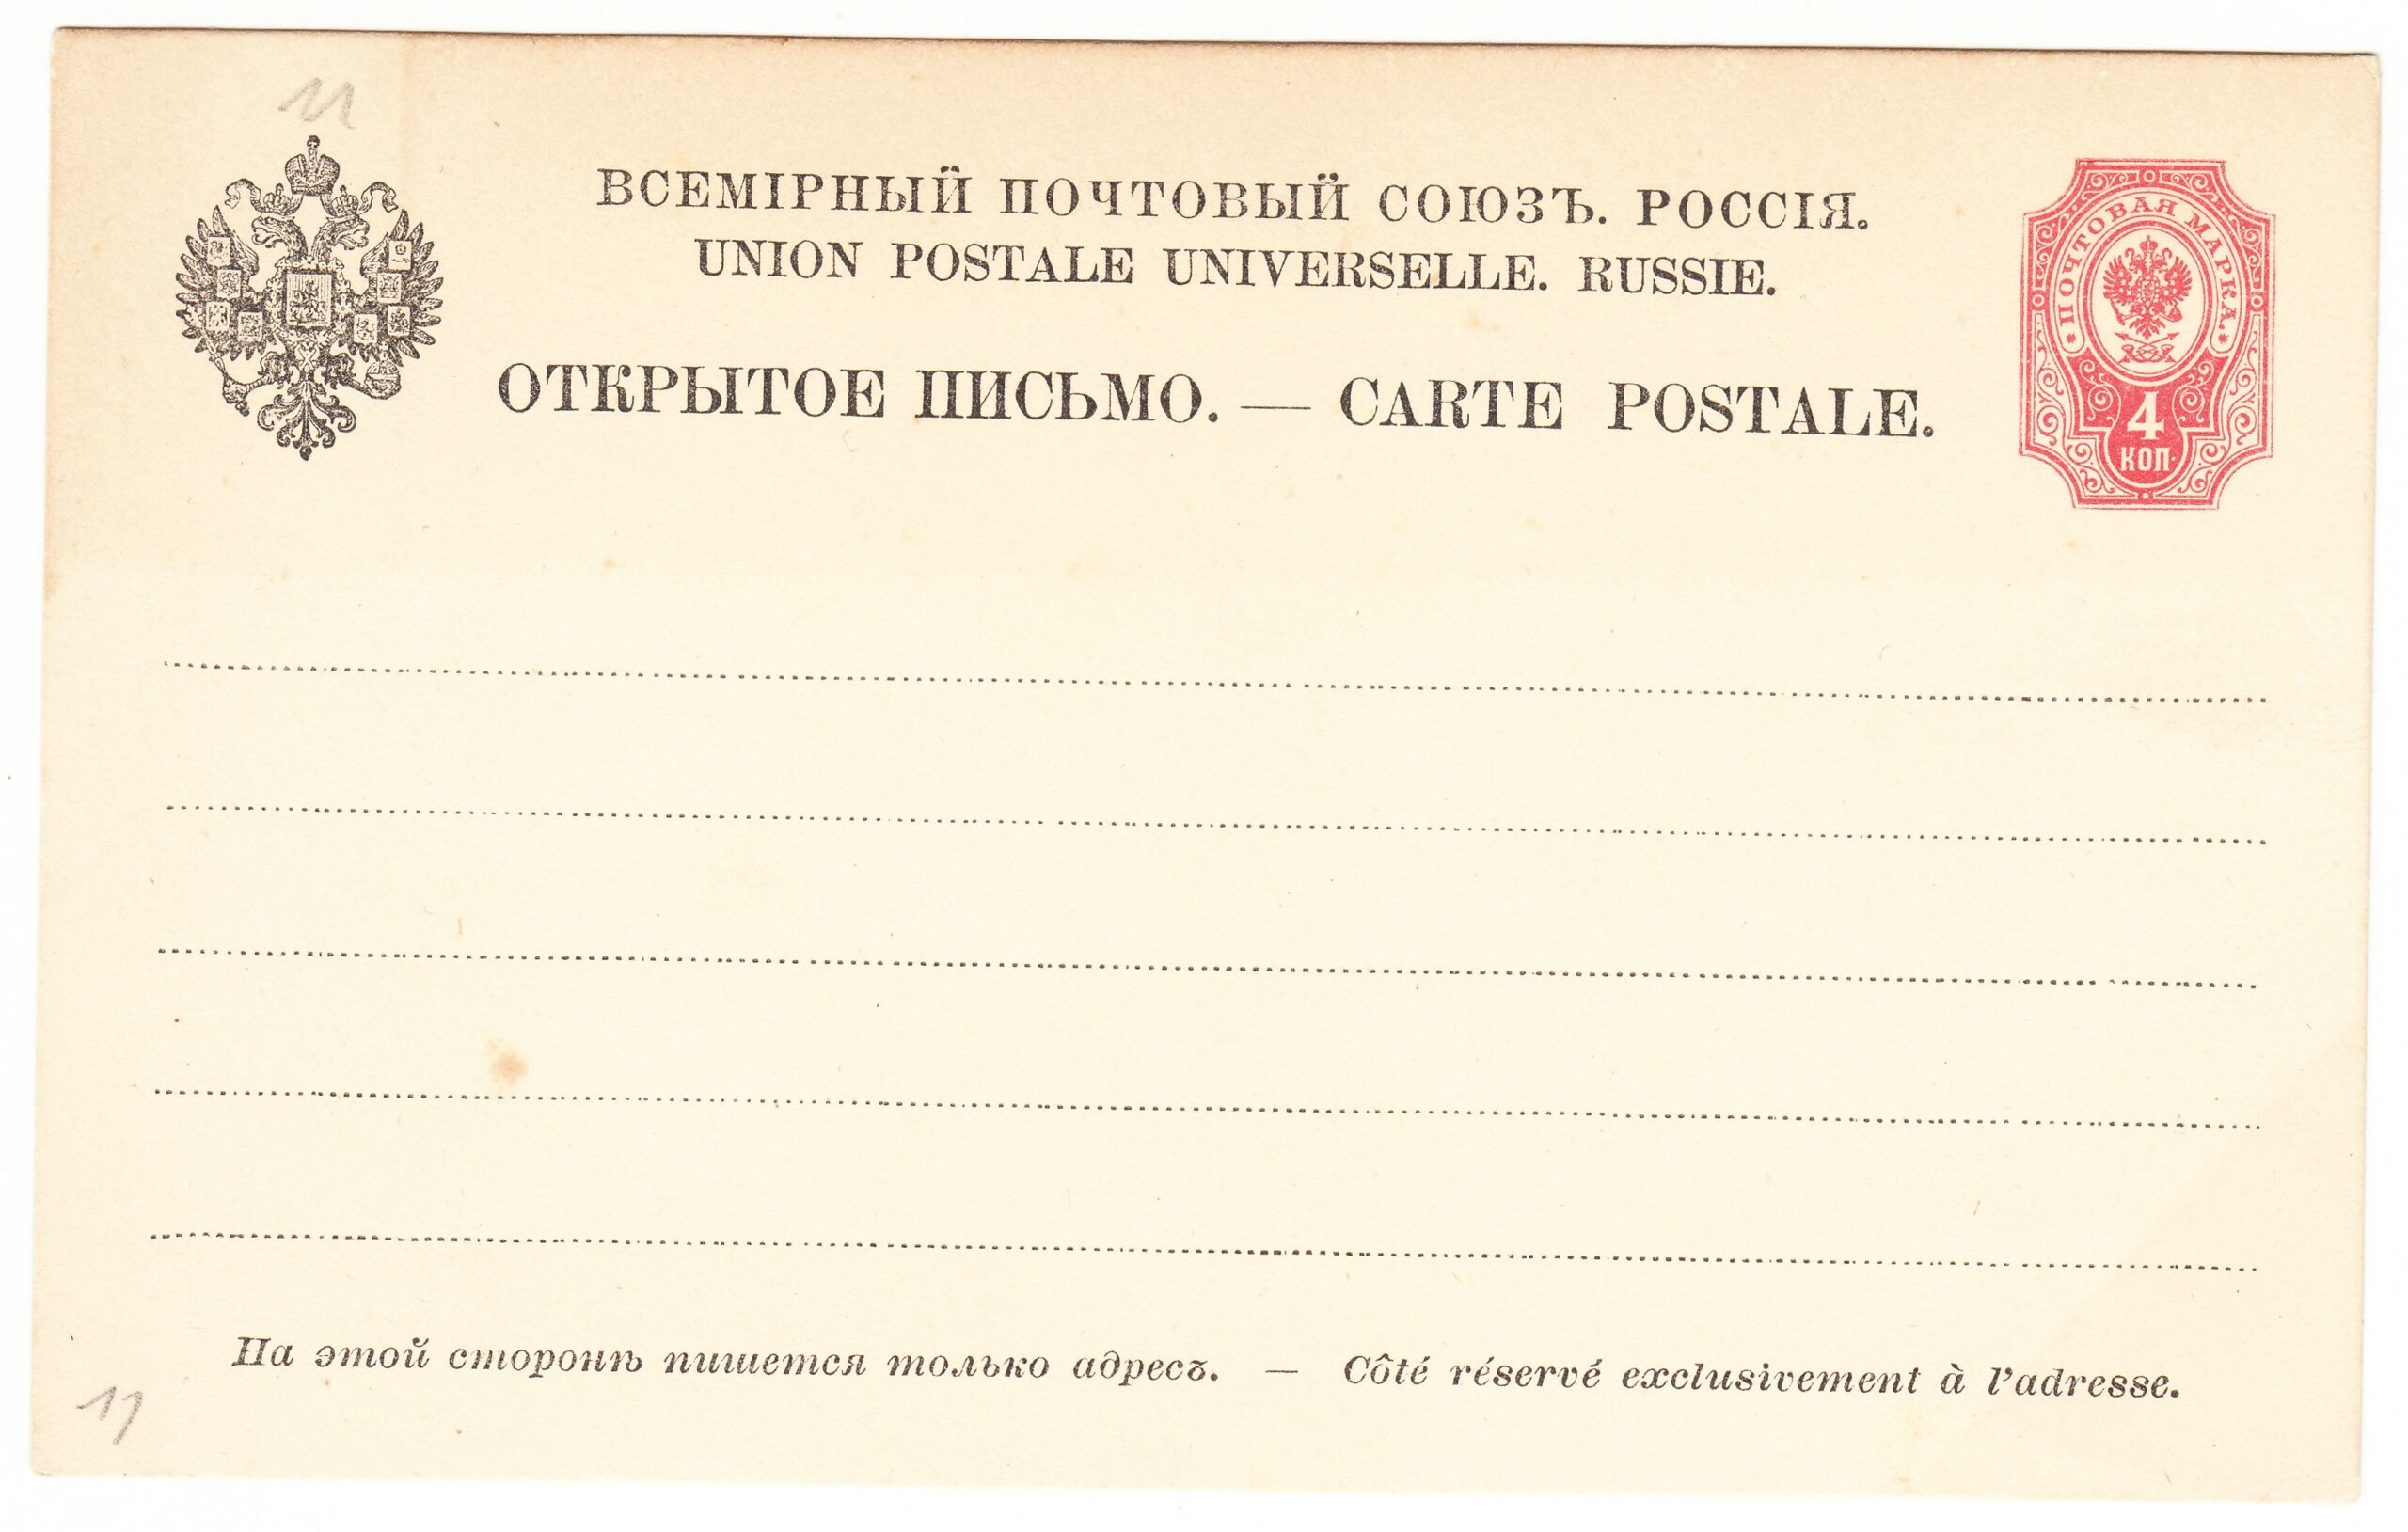 11
ВСЕМІРНЫЙ ПОЧТОВЫЙ СОЮЗЪ. РОССІЯ.
UNION POSTALE UNIVERSELLE. RUSSIE.
ОТКРЫТОЕ ПИСЬМО. — CARTE POSTALE.
ПОЧТОВАЯ МАРКА.
4
КОП.
На этой сторонѣ пишется только адресъ. — Côté réservé exclusivement à l'adresse.